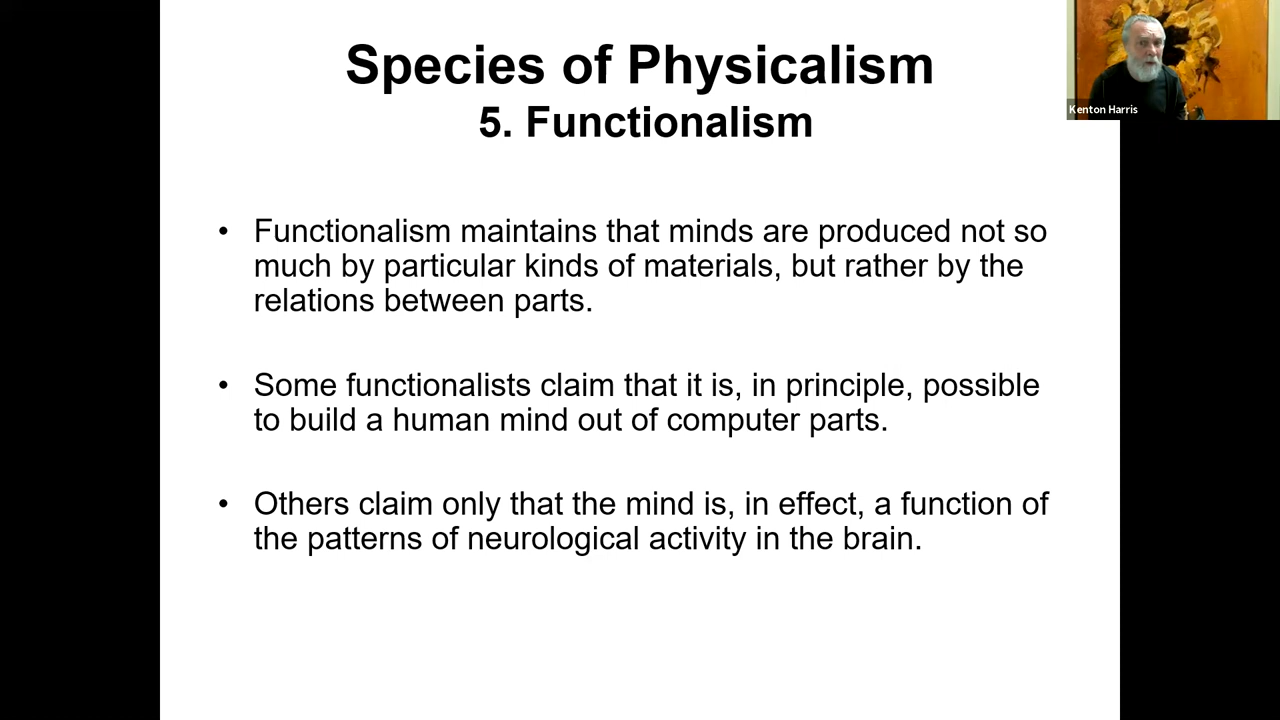 Species of Physicalism
5. Functionalism
Kenton Harris
• Functionalism maintains that minds are produced not so
much by particular kinds of materials, but rather by the
relations between parts.
• Some functionalists claim that it is, in principle, possible
to build a human mind out of computer parts.
• Others claim only that the mind is, in effect, a function of
the patterns of neurological activity in the brain.